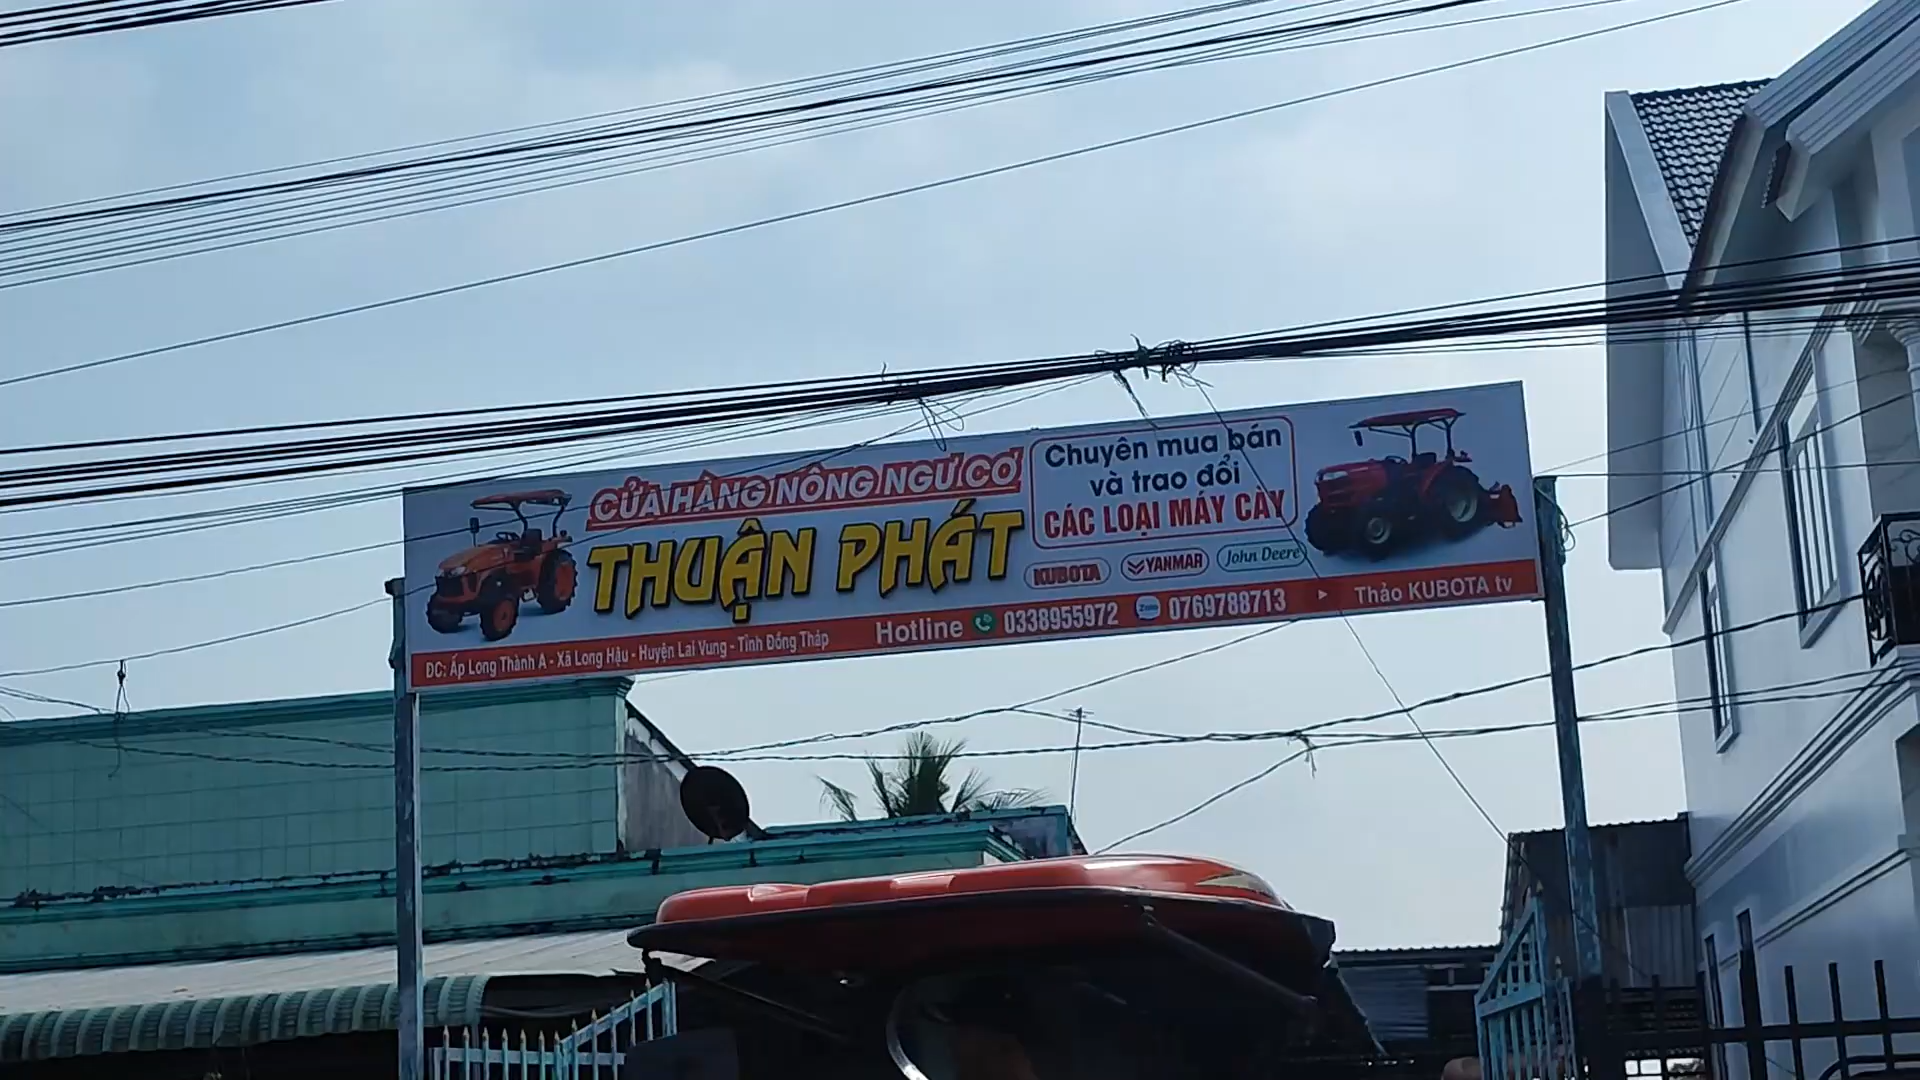 CỬA HÀNG NÔNG NGƯ CƠ
THUẬN PHÁT
Chuyên mua bán
và trao đổi
CÁC LOẠI MÁY CÀY
KUBOTA YANMAR John Deere
ĐC: Ấp Long Thành A - Xã Long Hậu - Huyện Lai Vung - Tỉnh Đồng Tháp
Hotline 0338955972 Zalo 0769788713 Thảo KUBOTA tv